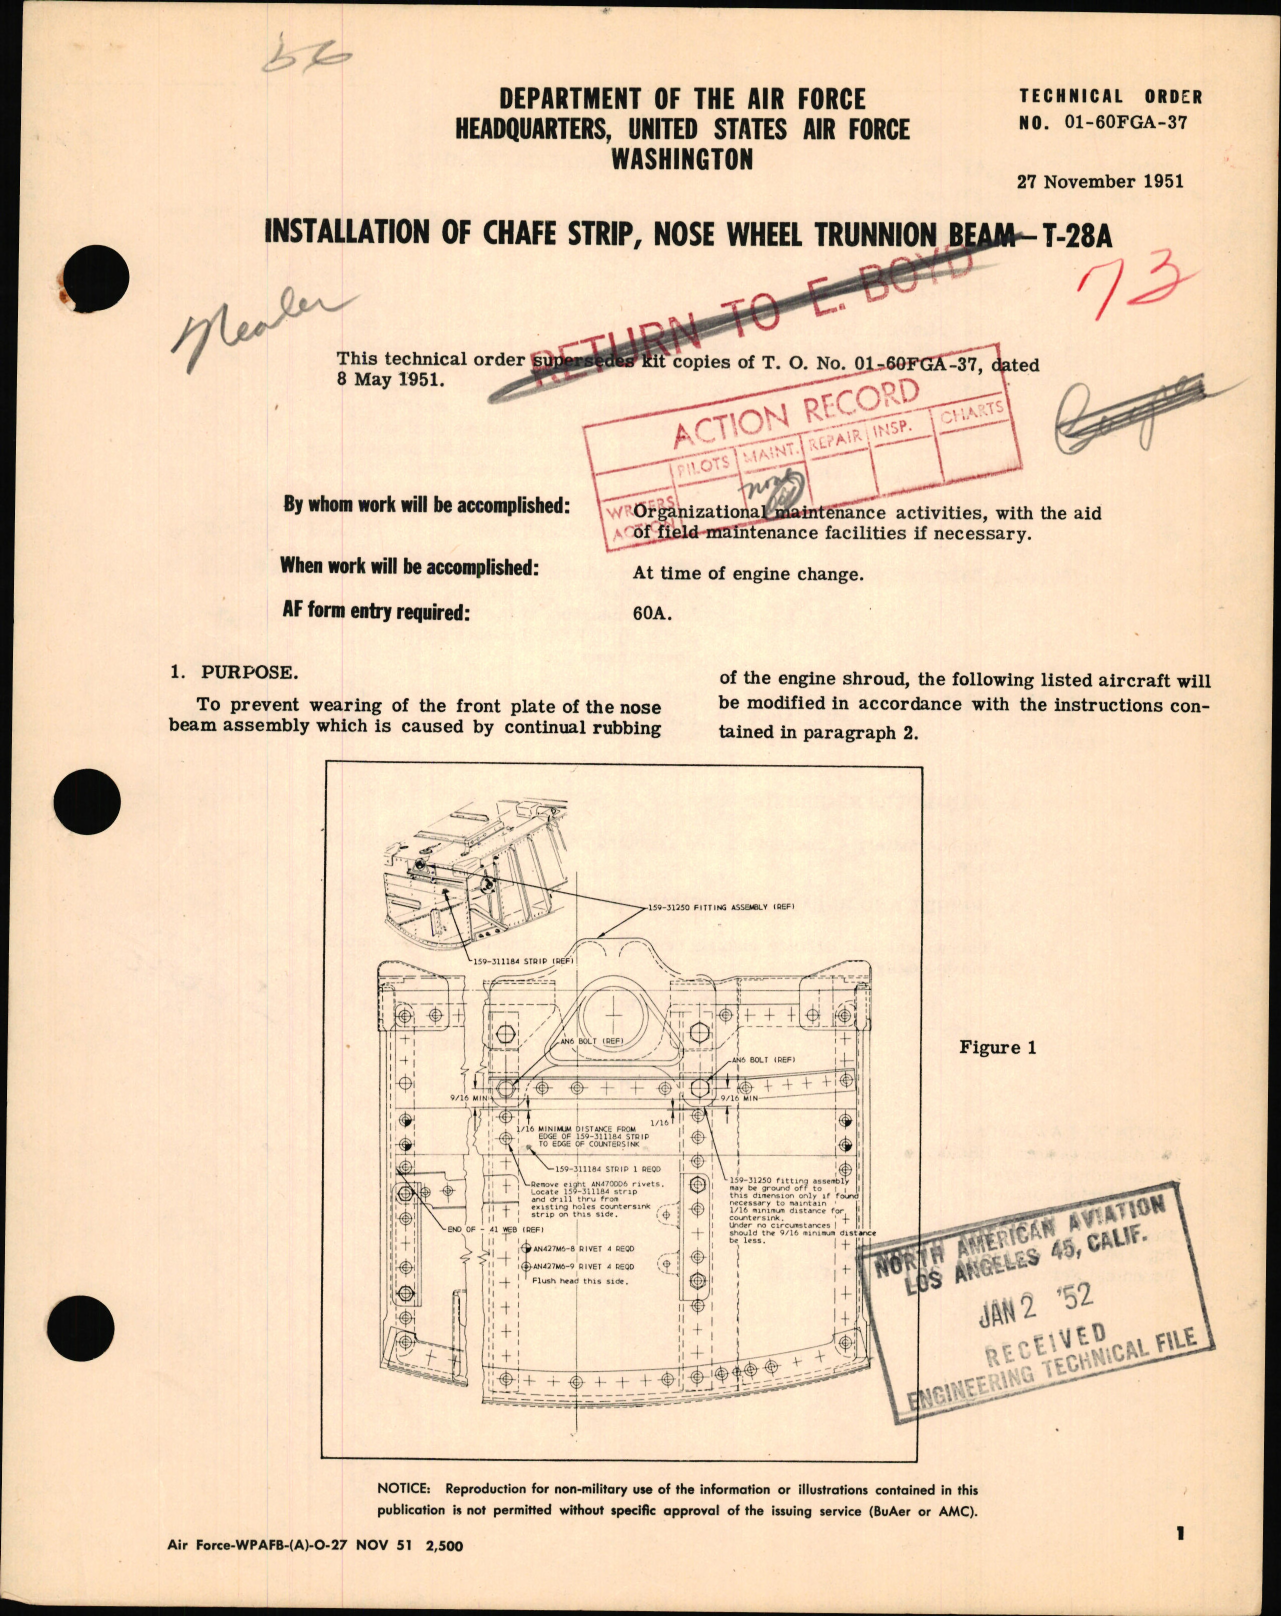 56
DEPARTMENT OF THE AIR FORCE
HEADQUARTERS, UNITED STATES AIR FORCE
WASHINGTON
TECHNICAL ORDER
NO. 01-60FGA-37
27 November 1951
INSTALLATION OF CHAFE STRIP, NOSE WHEEL TRUNNION BEAM—T-28A
RETURN TO E. BOYD
73
This technical order supersedes kit copies of T. O. No. 01-60FGA-37, dated
8 May 1951.
ACTION RECORD
PILOTS MAINT. REPAIR INSP. CHARTS
WRITERS
ACTION
none
By whom work will be accomplished:
Organizational maintenance activities, with the aid
of field maintenance facilities if necessary.
When work will be accomplished:
At time of engine change.
AF form entry required:
60A.
1. PURPOSE.
To prevent wearing of the front plate of the nose
beam assembly which is caused by continual rubbing
of the engine shroud, the following listed aircraft will
be modified in accordance with the instructions con-
tained in paragraph 2.
159-31250 FITTING ASSEMBLY (REF)
159-311184 STRIP (REF)
AN6 BOLT (REF)
AN6 BOLT (REF)
9/16 MIN
9/16 MIN
1/16
1/16 MINIMUM DISTANCE FROM
EDGE OF 159-311184 STRIP
TO EDGE OF COUNTERSINK
159-311184 STRIP 1 REQD
Remove eight AN470DD6 rivets.
Locate 159-311184 strip
and drill thru from
existing holes countersink
strip on this side.
159-31250 fitting assembly
may be ground off to
this dimension only if found
necessary to maintain
1/16 minimum distance for
countersink.
Under no circumstances
should the 9/16 minimum distance
be less.
END OF - 41 WEB (REF)
AN427M6-8 RIVET 4 REQD
AN427M6-9 RIVET 4 REQD
Flush head this side.
Figure 1
NORTH AMERICAN AVIATION
LOS ANGELES 45, CALIF.
JAN 2 '52
RECEIVED
ENGINEERING TECHNICAL FILE
NOTICE: Reproduction for non-military use of the information or illustrations contained in this
publication is not permitted without specific approval of the issuing service (BuAer or AMC).
Air Force-WPAFB-(A)-O-27 NOV 51 2,500
1